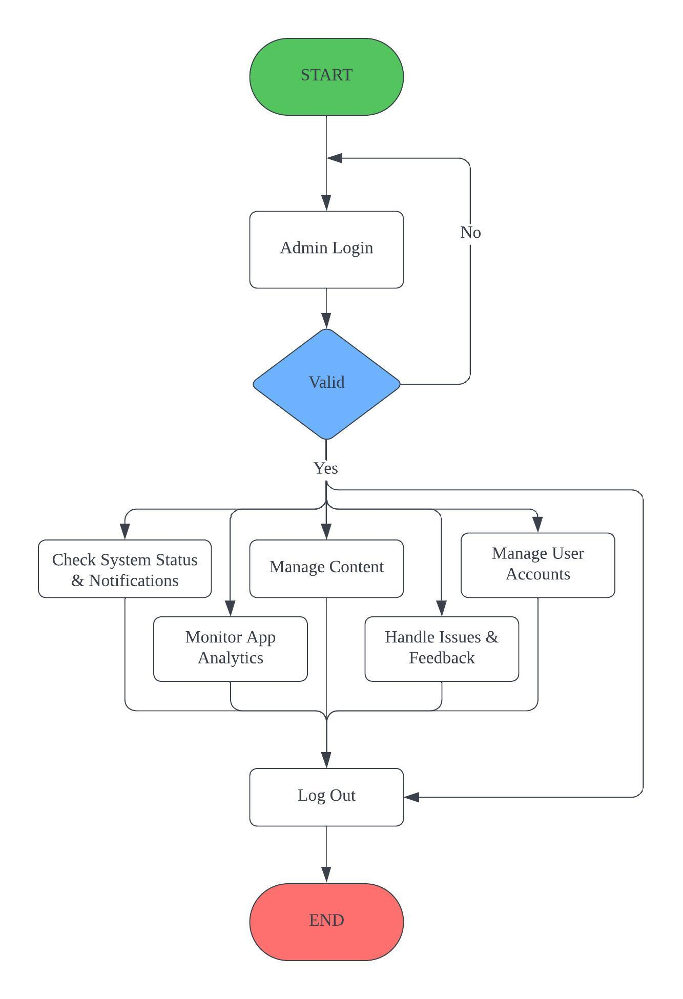 START
No
Admin Login
Valid
Yes
Check System Status
& Notifications
Manage Content
Manage User
Accounts
Monitor App
Analytics
Handle Issues &
Feedback
Log Out
END